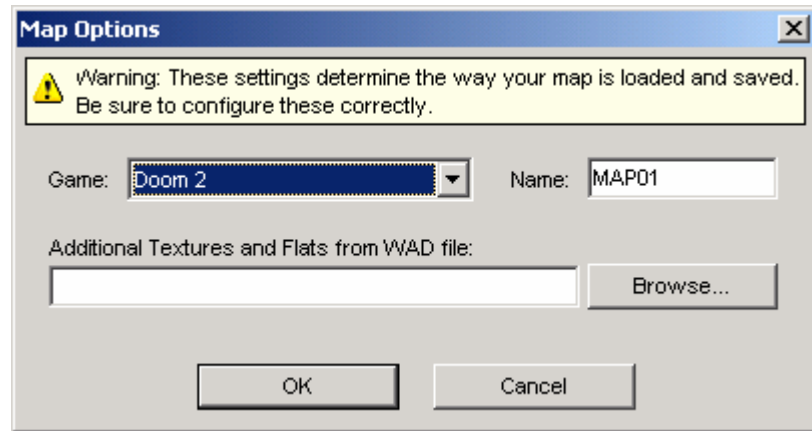 Map Options
Warning: These settings determine the way your map is loaded and saved.
Be sure to configure these correctly.
Game: Doom 2 Name: MAP01
Additional Textures and Flats from WAD file:
Browse...
OK Cancel